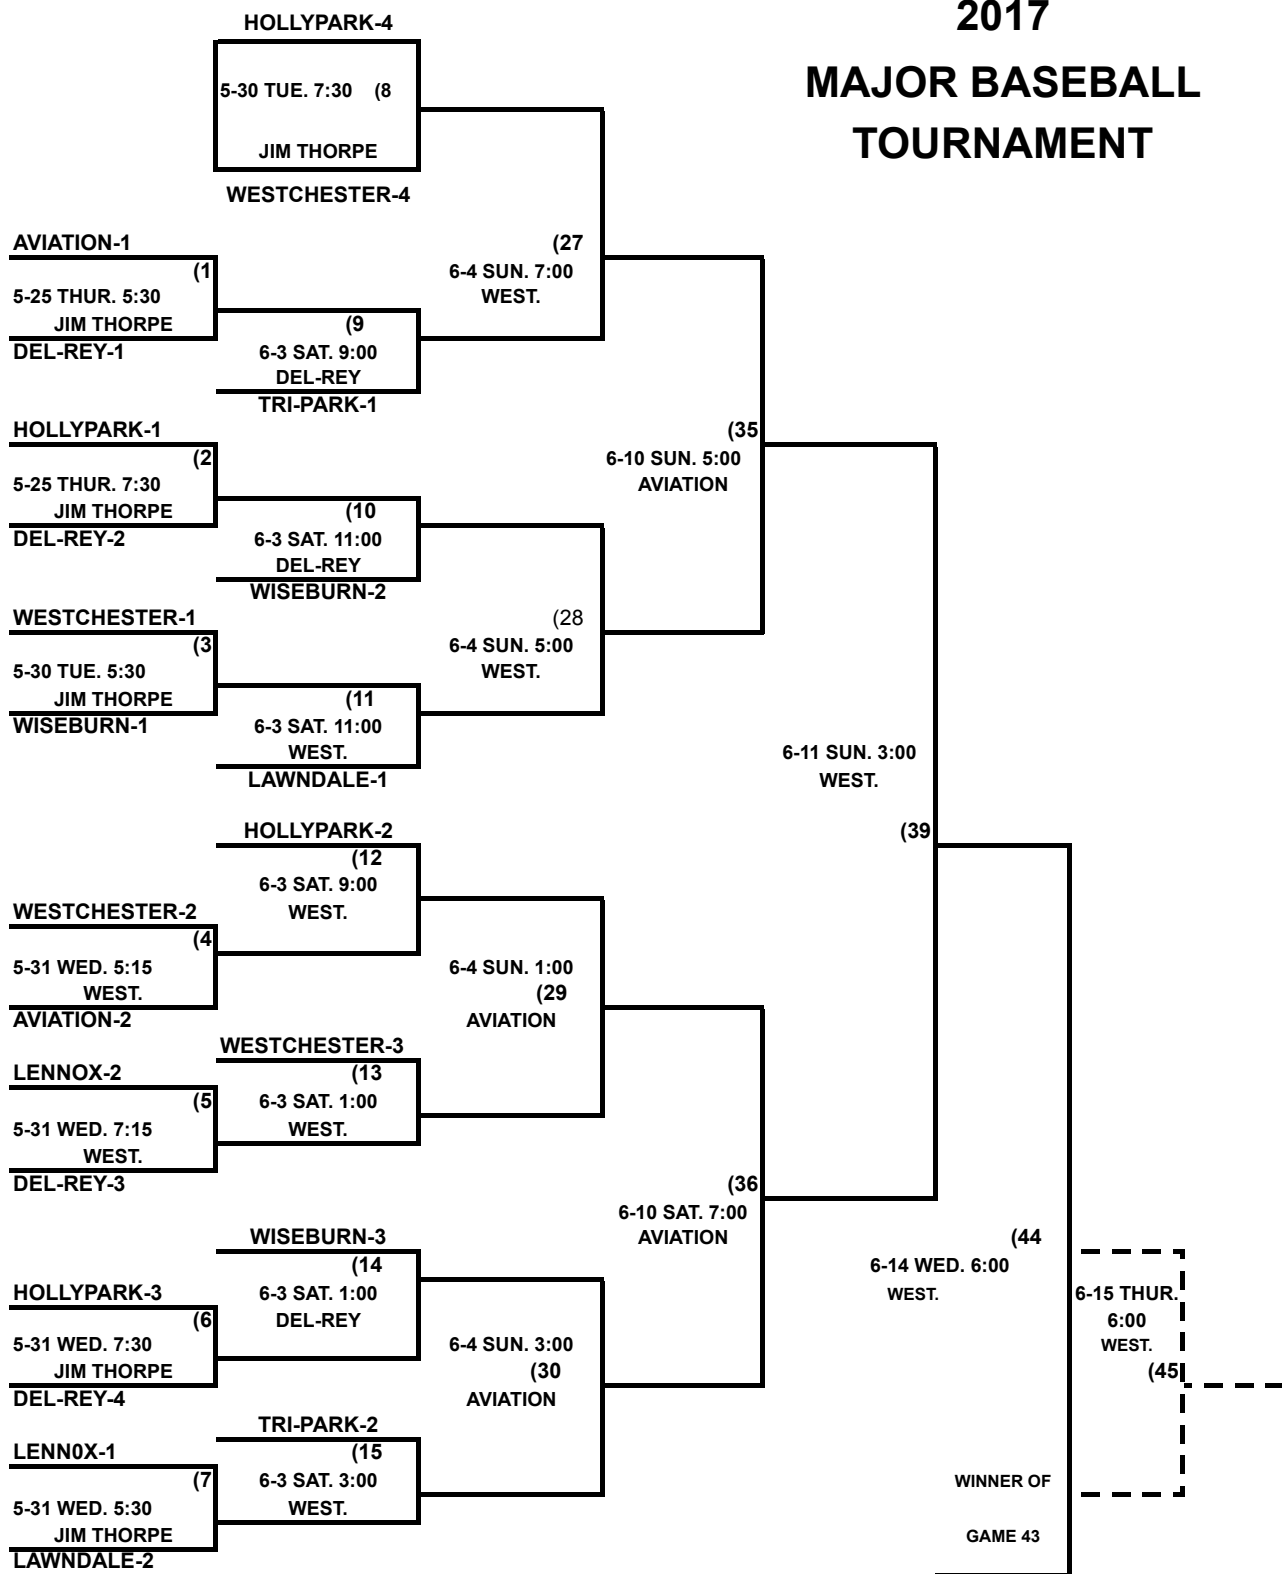 HOLLYPARK-4
2017
MAJOR BASEBALL
TOURNAMENT
5-30 TUE. 7:30 (8
JIM THORPE
WESTCHESTER-4
AVIATION-1
(1
5-25 THUR. 5:30
JIM THORPE
DEL-REY-1
(27
6-4 SUN. 7:00
WEST.
(9
6-3 SAT. 9:00
DEL-REY
TRI-PARK-1
HOLLYPARK-1
(2
5-25 THUR. 7:30
JIM THORPE
DEL-REY-2
(35
6-10 SUN. 5:00
AVIATION
(10
6-3 SAT. 11:00
DEL-REY
WISEBURN-2
WESTCHESTER-1
(3
5-30 TUE. 5:30
JIM THORPE
WISEBURN-1
(28
6-4 SUN. 5:00
WEST.
(11
6-3 SAT. 11:00
WEST.
LAWNDALE-1
6-11 SUN. 3:00
WEST.
(39
HOLLYPARK-2
(12
6-3 SAT. 9:00
WEST.
WESTCHESTER-2
(4
5-31 WED. 5:15
WEST.
AVIATION-2
6-4 SUN. 1:00
(29
AVIATION
WESTCHESTER-3
(13
6-3 SAT. 1:00
WEST.
LENNOX-2
(5
5-31 WED. 7:15
WEST.
DEL-REY-3
(36
6-10 SAT. 7:00
AVIATION
WISEBURN-3
(14
6-3 SAT. 1:00
DEL-REY
HOLLYPARK-3
(6
5-31 WED. 7:30
JIM THORPE
DEL-REY-4
6-4 SUN. 3:00
(30
AVIATION
(44
6-14 WED. 6:00
WEST.
6-15 THUR.
6:00
WEST.
(45
TRI-PARK-2
(15
6-3 SAT. 3:00
WEST.
LENN0X-1
(7
5-31 WED. 5:30
JIM THORPE
LAWNDALE-2
WINNER OF
GAME 43